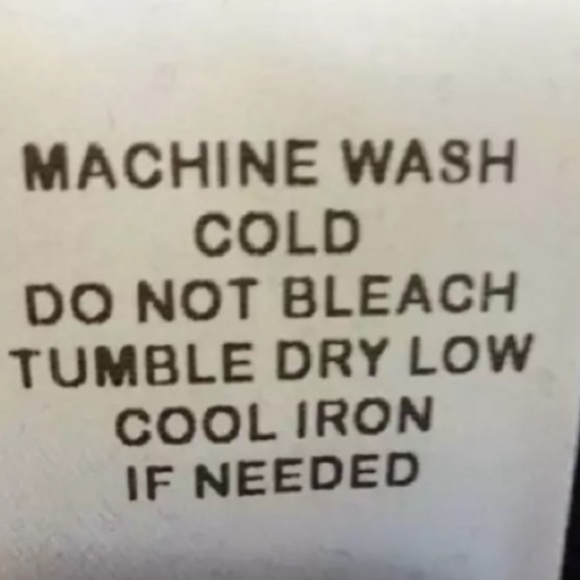 MACHINE WASH
COLD
DO NOT BLEACH
TUMBLE DRY LOW
COOL IRON
IF NEEDED